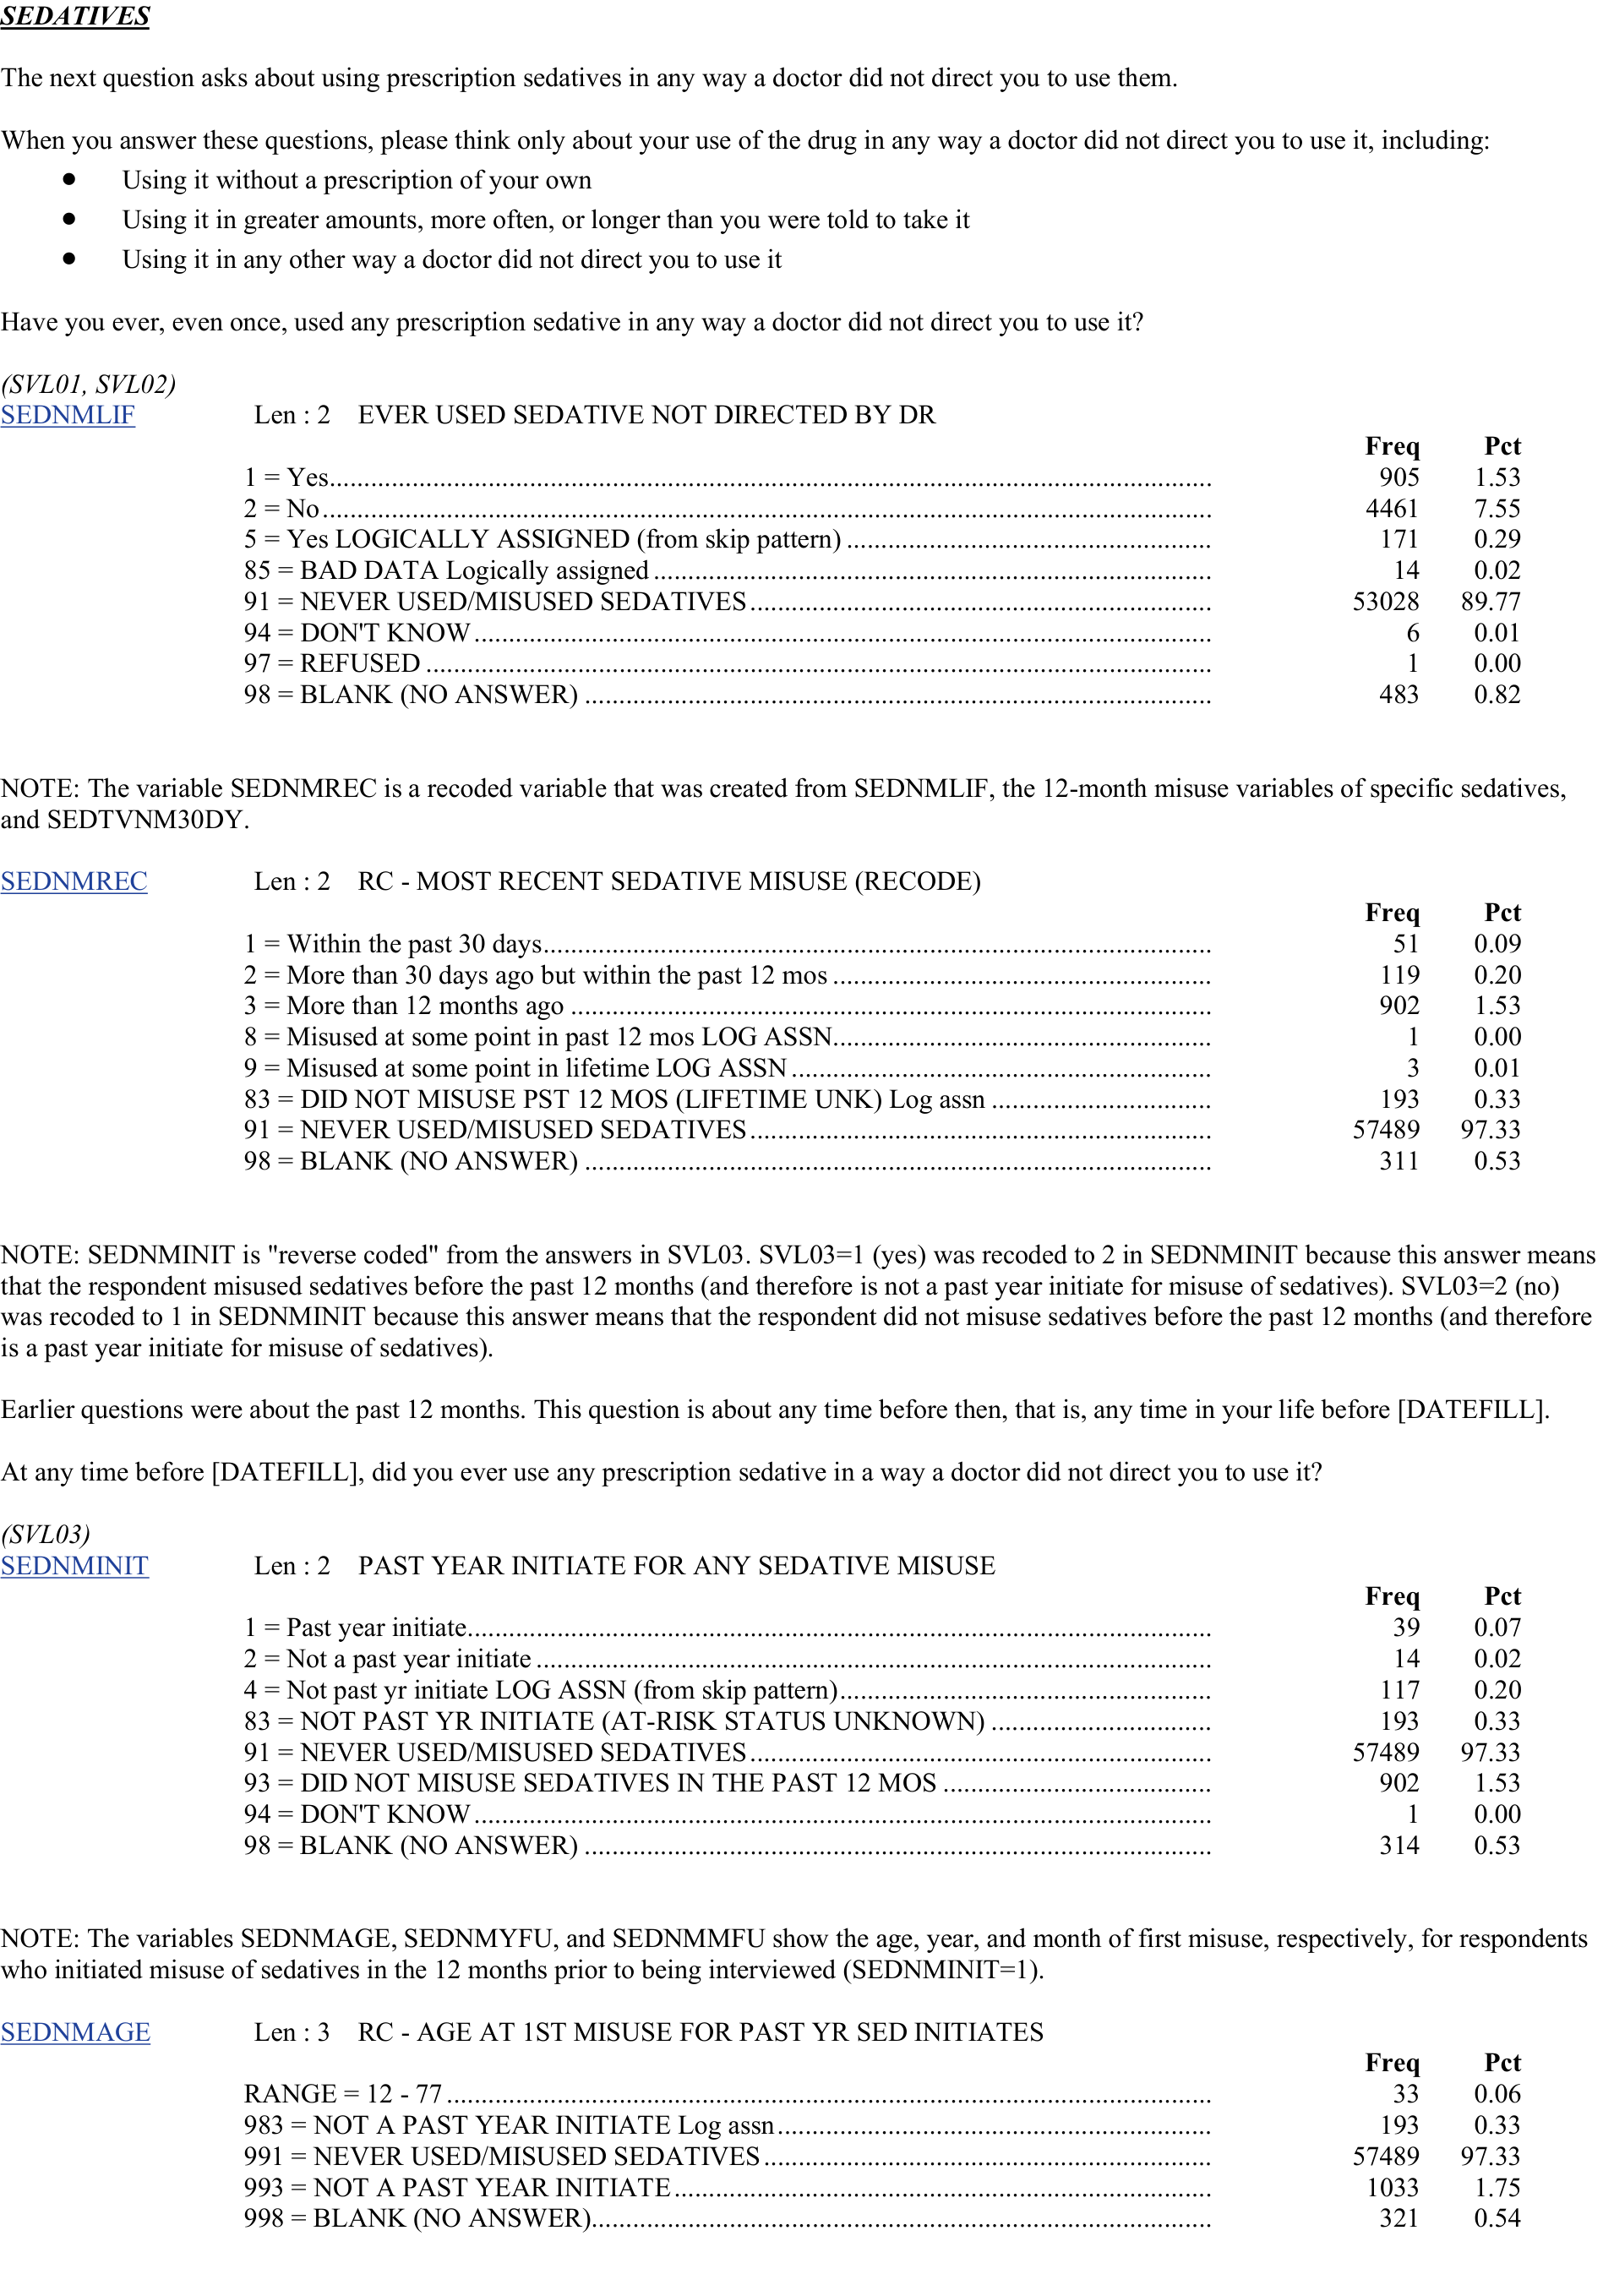 SEDATIVES
The next question asks about using prescription sedatives in any way a doctor did not direct you to use them.
When you answer these questions, please think only about your use of the drug in any way a doctor did not direct you to use it, including:
• Using it without a prescription of your own
• Using it in greater amounts, more often, or longer than you were told to take it
• Using it in any other way a doctor did not direct you to use it
Have you ever, even once, used any prescription sedative in any way a doctor did not direct you to use it?
(SVL01, SVL02)
SEDNMLIF Len : 2 EVER USED SEDATIVE NOT DIRECTED BY DR
Freq Pct
1 = Yes 905 1.53
2 = No 4461 7.55
5 = Yes LOGICALLY ASSIGNED (from skip pattern) 171 0.29
85 = BAD DATA Logically assigned 14 0.02
91 = NEVER USED/MISUSED SEDATIVES 53028 89.77
94 = DON'T KNOW 6 0.01
97 = REFUSED 1 0.00
98 = BLANK (NO ANSWER) 483 0.82
NOTE: The variable SEDNMREC is a recoded variable that was created from SEDNMLIF, the 12-month misuse variables of specific sedatives,
and SEDTVNM30DY.
SEDNMREC Len : 2 RC - MOST RECENT SEDATIVE MISUSE (RECODE)
Freq Pct
1 = Within the past 30 days 51 0.09
2 = More than 30 days ago but within the past 12 mos 119 0.20
3 = More than 12 months ago 902 1.53
8 = Misused at some point in past 12 mos LOG ASSN 1 0.00
9 = Misused at some point in lifetime LOG ASSN 3 0.01
83 = DID NOT MISUSE PST 12 MOS (LIFETIME UNK) Log assn 193 0.33
91 = NEVER USED/MISUSED SEDATIVES 57489 97.33
98 = BLANK (NO ANSWER) 311 0.53
NOTE: SEDNMINIT is "reverse coded" from the answers in SVL03. SVL03=1 (yes) was recoded to 2 in SEDNMINIT because this answer means
that the respondent misused sedatives before the past 12 months (and therefore is not a past year initiate for misuse of sedatives). SVL03=2 (no)
was recoded to 1 in SEDNMINIT because this answer means that the respondent did not misuse sedatives before the past 12 months (and therefore
is a past year initiate for misuse of sedatives).
Earlier questions were about the past 12 months. This question is about any time before then, that is, any time in your life before [DATEFILL].
At any time before [DATEFILL], did you ever use any prescription sedative in a way a doctor did not direct you to use it?
(SVL03)
SEDNMINIT Len : 2 PAST YEAR INITIATE FOR ANY SEDATIVE MISUSE
Freq Pct
1 = Past year initiate 39 0.07
2 = Not a past year initiate 14 0.02
4 = Not past yr initiate LOG ASSN (from skip pattern) 117 0.20
83 = NOT PAST YR INITIATE (AT-RISK STATUS UNKNOWN) 193 0.33
91 = NEVER USED/MISUSED SEDATIVES 57489 97.33
93 = DID NOT MISUSE SEDATIVES IN THE PAST 12 MOS 902 1.53
94 = DON'T KNOW 1 0.00
98 = BLANK (NO ANSWER) 314 0.53
NOTE: The variables SEDNMAGE, SEDNMYFU, and SEDNMMFU show the age, year, and month of first misuse, respectively, for respondents
who initiated misuse of sedatives in the 12 months prior to being interviewed (SEDNMINIT=1).
SEDNMAGE Len : 3 RC - AGE AT 1ST MISUSE FOR PAST YR SED INITIATES
Freq Pct
RANGE = 12 - 77 33 0.06
983 = NOT A PAST YEAR INITIATE Log assn 193 0.33
991 = NEVER USED/MISUSED SEDATIVES 57489 97.33
993 = NOT A PAST YEAR INITIATE 1033 1.75
998 = BLANK (NO ANSWER) 321 0.54